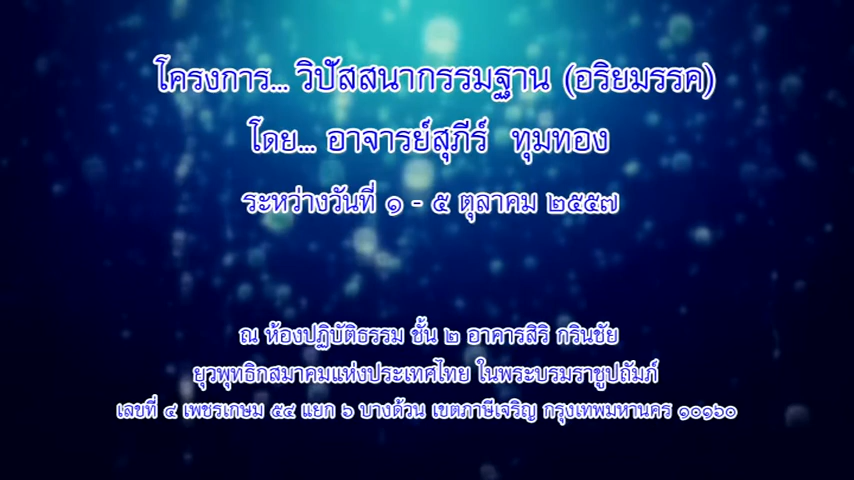 โครงการ... วิปัสสนากรรมฐาน (อริยมรรค)
โดย... อาจารย์สุภีร์ ทุมทอง
ระหว่างวันที่ ๑ - ๕ ตุลาคม ๒๕๕๗
ณ ห้องปฏิบัติธรรม ชั้น ๒ อาคารสิริ กรินชัย
ยุวพุทธิกสมาคมแห่งประเทศไทย ในพระบรมราชูปถัมภ์
เลขที่ ๔ เพชรเกษม ๕๔ แยก ๖ บางด้วน เขตภาษีเจริญ กรุงเทพมหานคร ๑๐๑๖๐